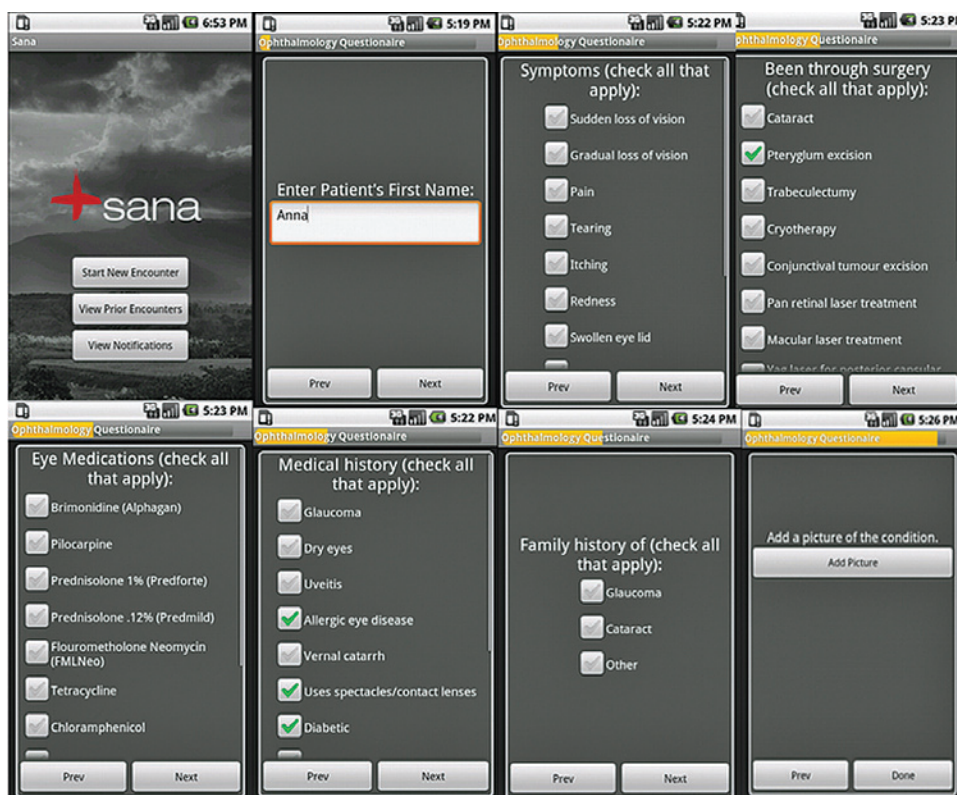 6:53 PM
Sana
sana
Start New Encounter
View Prior Encounters
View Notifications
5:19 PM
Ophthalmology Questionaire
Enter Patient's First Name:
Anna
Prev Next
5:22 PM
Ophthalmology Questionaire
Symptoms (check all that
apply):
Sudden loss of vision
Gradual loss of vision
Pain
Tearing
Itching
Redness
Swollen eye lid
Prev Next
5:23 PM
Ophthalmology Questionaire
Been through surgery
(check all that apply):
Cataract
Pteryglum excision
Trabeculectumy
Cryotherapy
Conjunctival tumour excision
Pan retinal laser treatment
Macular laser treatment
Yag laser for posterior capsular
Prev Next
5:23 PM
Ophthalmology Questionaire
Eye Medications (check all
that apply):
Brimonidine (Alphagan)
Pilocarpine
Prednisolone 1% (Predforte)
Prednisolone .12% (Predmild)
Flourometholone Neomycin
(FMLNeo)
Tetracycline
Chloramphenicol
Prev Next
5:22 PM
Ophthalmology Questionaire
Medical history (check all
that apply):
Glaucoma
Dry eyes
Uveitis
Allergic eye disease
Vernal catarrh
Uses spectacles/contact lenses
Diabetic
Prev Next
5:24 PM
Ophthalmology Questionaire
Family history of (check all
that apply):
Glaucoma
Cataract
Other
Prev Next
5:26 PM
Ophthalmology Questionaire
Add a picture of the condition.
Add Picture
Prev Done